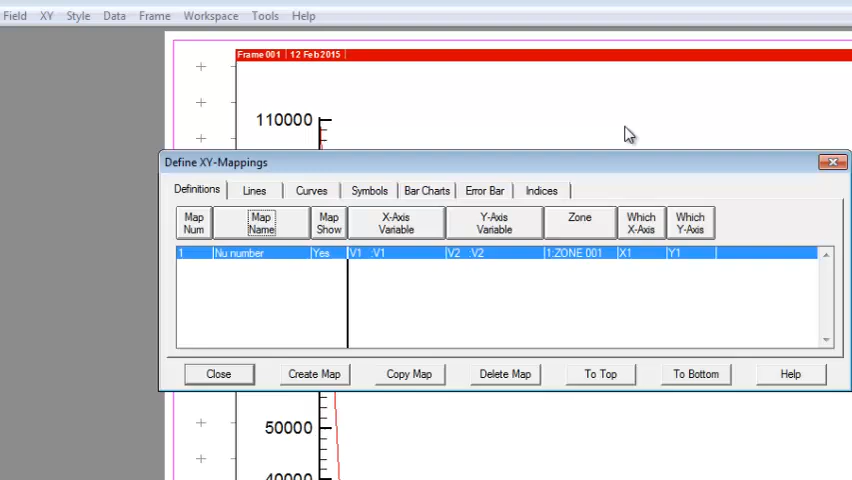 Field XY Style Data Frame Workspace Tools Help
Frame 001 | 12 Feb 2015 |
110000
Define XY-Mappings
Definitions Lines Curves Symbols Bar Charts Error Bar Indices
Map Num Map Name Map Show X-Axis Variable Y-Axis Variable Zone Which X-Axis Which Y-Axis
1 Nu number Yes V1 :V1 V2 :V2 1:ZONE 001 X1 Y1
Close Create Map Copy Map Delete Map To Top To Bottom Help
50000
40000